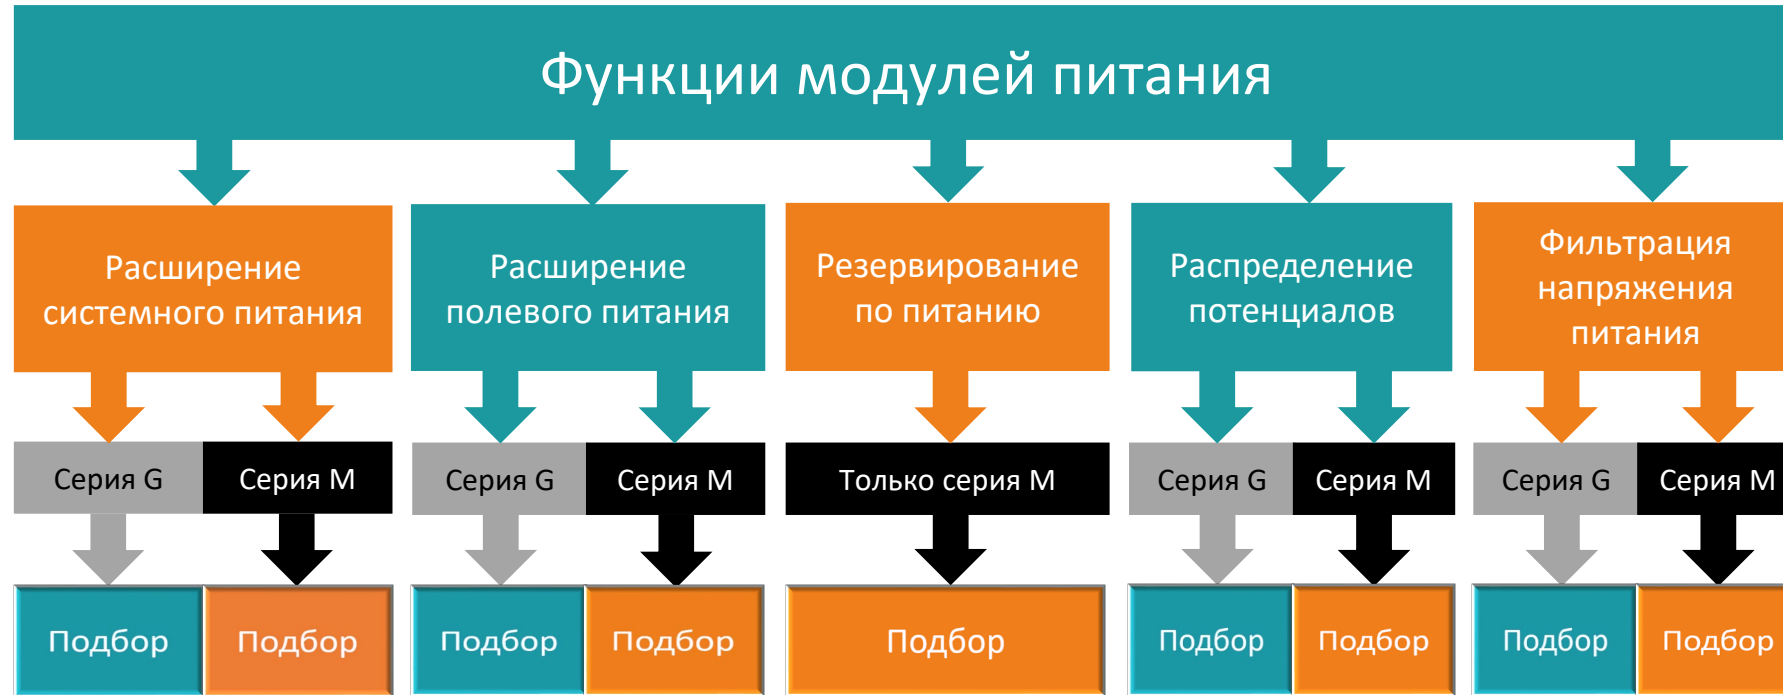 Функции модулей питания
Расширение
системного питания
Расширение
полевого питания
Резервирование
по питанию
Распределение
потенциалов
Фильтрация
напряжения
питания
Серия G
Серия M
Серия G
Серия M
Только серия M
Серия G
Серия M
Серия G
Серия M
Подбор
Подбор
Подбор
Подбор
Подбор
Подбор
Подбор
Подбор
Подбор